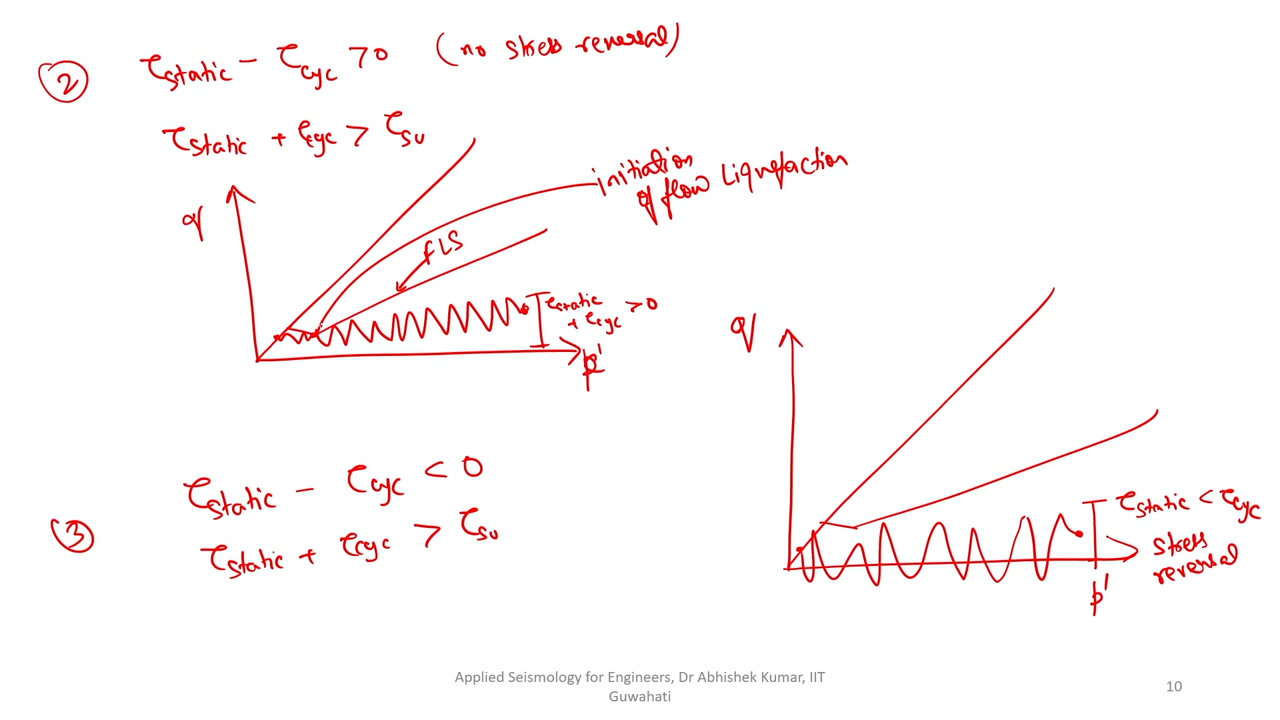 ②
τstatic − τcyc > 0 (no stress reversal)
τstatic + τcyc > τsu
q
initiation
of flow Liquefaction
FLS
τstatic
+ τcyc > 0
p'
③
τstatic − τcyc < 0
τstatic + τcyc > τsu
q
τstatic < τcyc
stress
reversal
p'
Applied Seismology for Engineers, Dr Abhishek Kumar, IIT
Guwahati
10